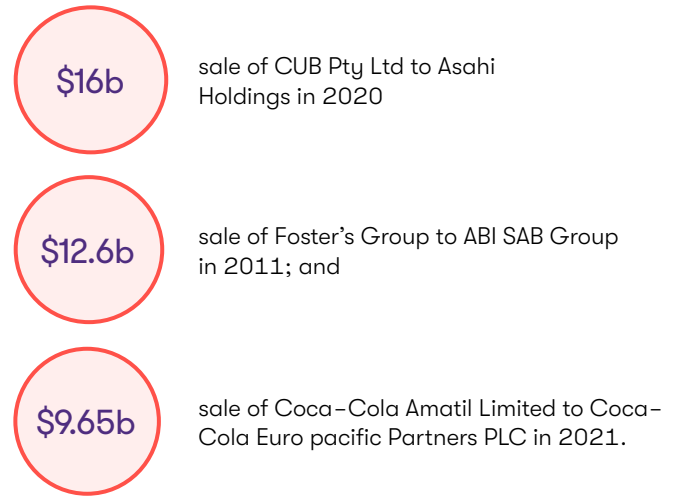 $16b
sale of CUB Pty Ltd to Asahi
Holdings in 2020
$12.6b
sale of Foster's Group to ABI SAB Group
in 2011; and
$9.65b
sale of Coca-Cola Amatil Limited to Coca-
Cola Euro pacific Partners PLC in 2021.